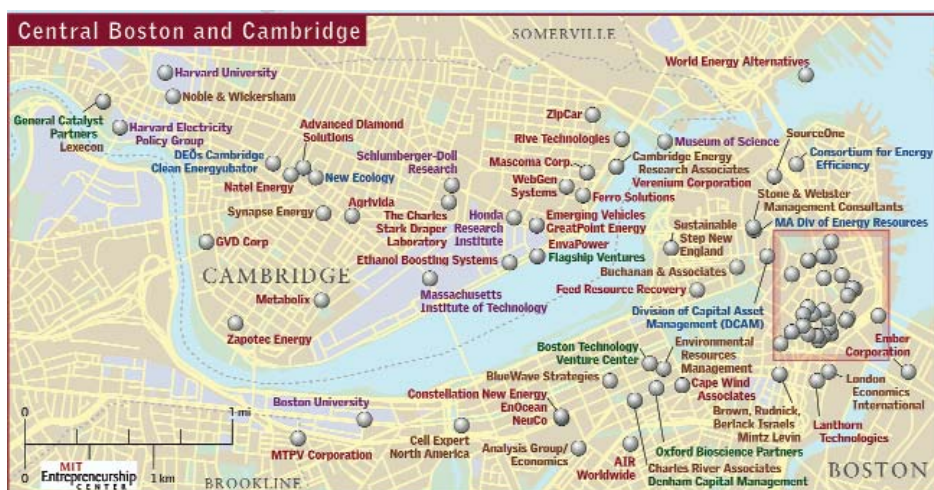 Central Boston and Cambridge
SOMERVILLE
World Energy Alternatives
Harvard University
Noble & Wickersham
General Catalyst
Partners
Lexecon
Harvard Electricity
Policy Group
Advanced Diamond
Solutions
DEÕs Cambridge
Clean Energyubator
Natel Energy
New Ecology
Schlumberger-Doll
Research
ZipCar
Rive Technologies
Museum of Science
SourceOne
Consortium for Energy
Efficiency
Mascoma Corp.
Cambridge Energy
Research Associates
Verenium Corporation
WebGen
Systems
Ferro Solutions
Stone & Webster
Management Consultants
MA Div of Energy Resources
Synapse Energy
Agrivida
The Charles
Stark Draper
Laboratory
Honda
Research
Institute
Emerging Vehicles
GreatPoint Energy
Sustainable
Step New
England
GVD Corp
CAMBRIDGE
Ethanol Boosting Systems
EnvaPower
Flagship Ventures
Buchanan & Associates
Metabolix
Massachusetts
Institute of Technology
Feed Resource Recovery
Division of Capital Asset
Management (DCAM)
Zapotec Energy
Ember
Corporation
Boston Technology
Venture Center
Environmental
Resources
Management
BlueWave Strategies
Cape Wind
Associates
London
Economics
International
Constellation New Energy
EnOcean
NeuCo
Boston University
Brown, Rudnick,
Berlack Israels
Mintz Levin
Lanthorn
Technologies
0
1 mi
0
1 km
MTPV Corporation
Cell Expert
North America
Analysis Group/
Economics
AIR
Worldwide
Oxford Bioscience Partners
Charles River Associates
Denham Capital Management
BOSTON
BROOKLINE
MIT
Entrepreneurship
CENTER